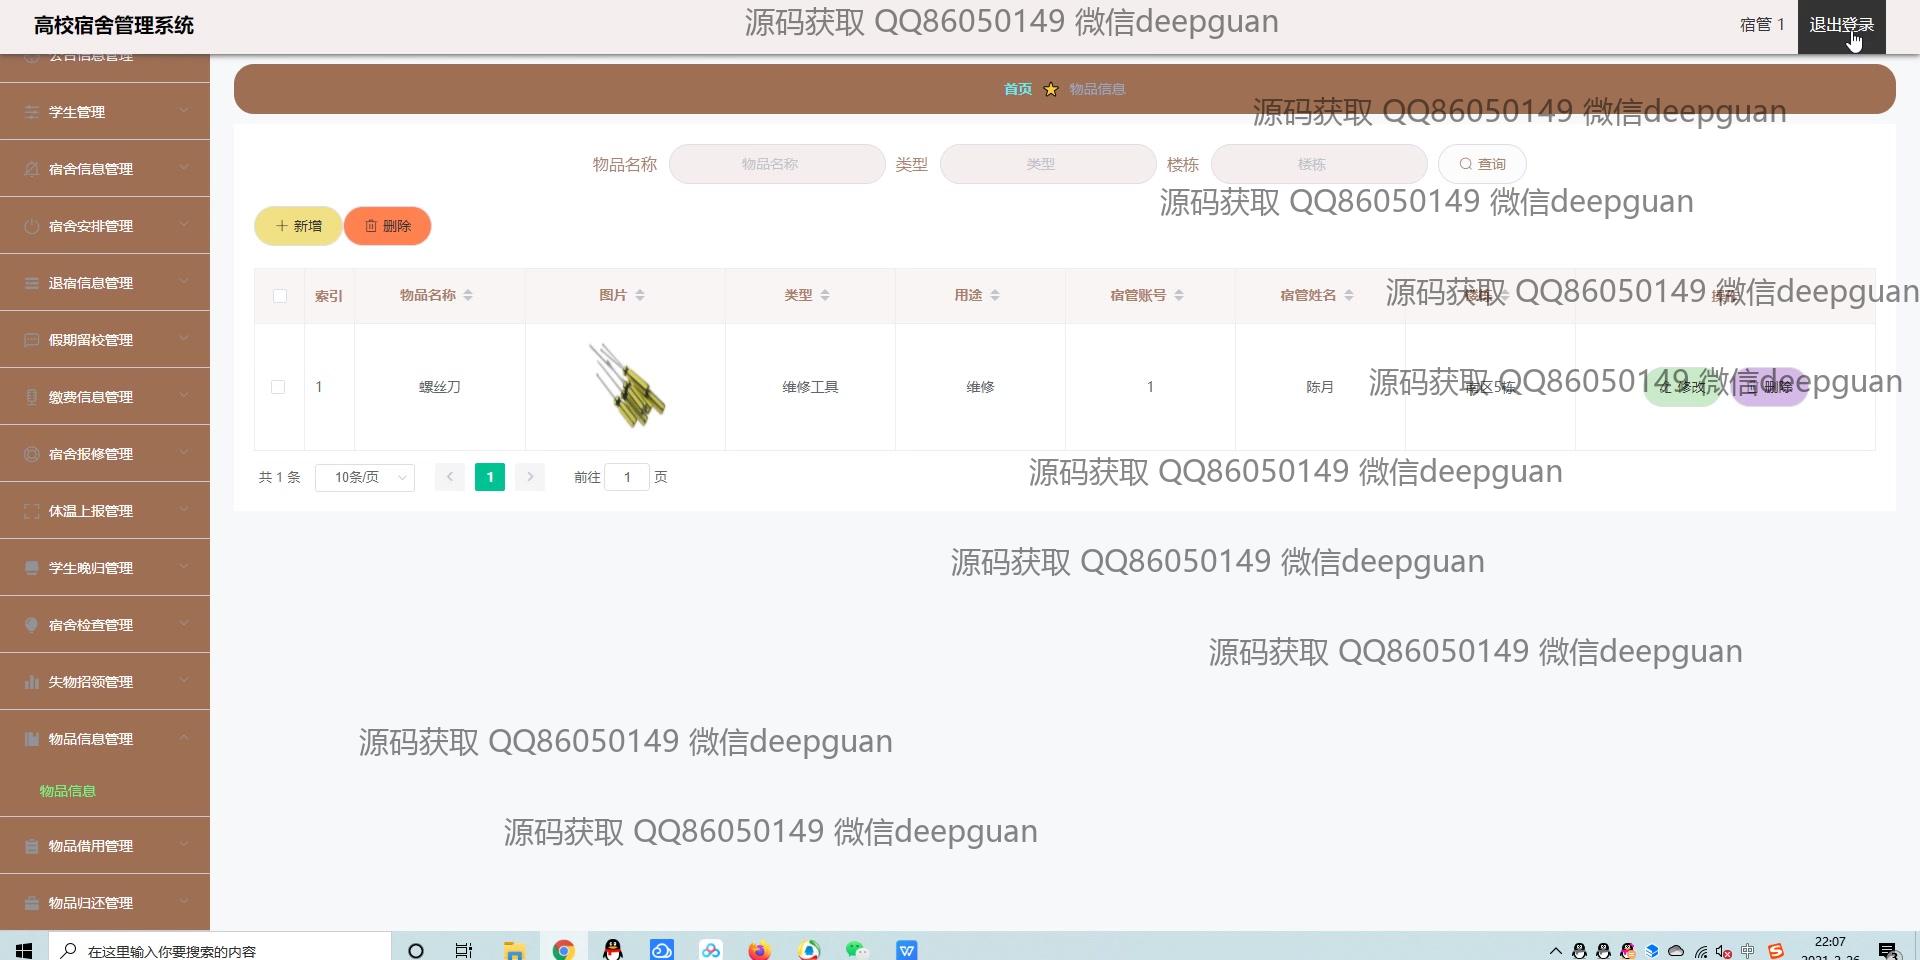 高校宿舍管理系统
源码获取 QQ86050149 微信deepguan
宿管 1
退出登录
公告信息管理
首页
物品信息
源码获取 QQ86050149 微信deepguan
学生管理
宿舍信息管理
物品名称
物品名称
类型
类型
楼栋
楼栋
查询
源码获取 QQ86050149 微信deepguan
宿舍安排管理
新增
删除
退宿信息管理
索引
物品名称
图片
类型
用途
宿管账号
宿管姓名
楼栋
操作
源码获取 QQ86050149 微信deepguan
假期留校管理
缴费信息管理
1
螺丝刀
维修工具
维修
1
陈月
南区5栋
修改
删除
源码获取 QQ86050149 微信deepguan
宿舍报修管理
共 1 条
10条/页
1
前往
1
页
源码获取 QQ86050149 微信deepguan
体温上报管理
学生晚归管理
源码获取 QQ86050149 微信deepguan
宿舍检查管理
源码获取 QQ86050149 微信deepguan
失物招领管理
物品信息管理
源码获取 QQ86050149 微信deepguan
物品信息
源码获取 QQ86050149 微信deepguan
物品借用管理
物品归还管理
在这里输入你要搜索的内容
中
22:07
2021-2-26